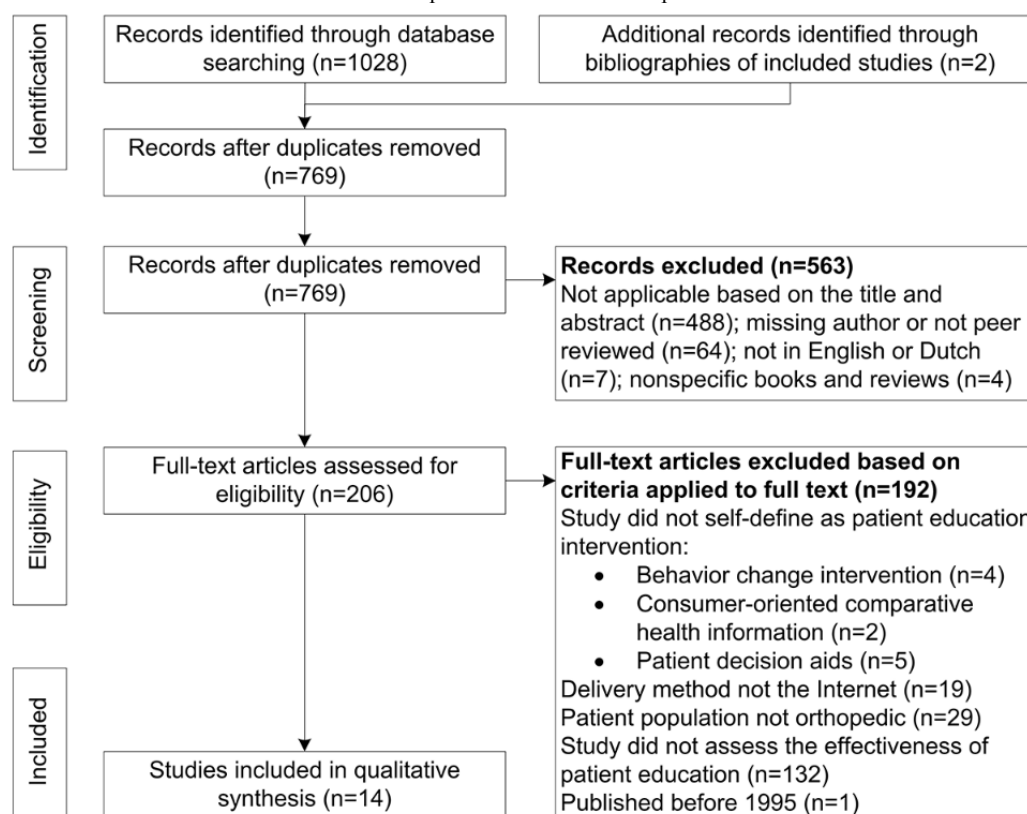 Identification
Records identified through database
searching (n=1028)
Additional records identified through
bibliographies of included studies (n=2)
Records after duplicates removed
(n=769)
Screening
Records after duplicates removed
(n=769)
Records excluded (n=563)
Not applicable based on the title and
abstract (n=488); missing author or not peer
reviewed (n=64); not in English or Dutch
(n=7); nonspecific books and reviews (n=4)
Eligibility
Full-text articles assessed for
eligibility (n=206)
Full-text articles excluded based on
criteria applied to full text (n=192)
Study did not self-define as patient education
intervention:
• Behavior change intervention (n=4)
• Consumer-oriented comparative
health information (n=2)
• Patient decision aids (n=5)
Delivery method not the Internet (n=19)
Patient population not orthopedic (n=29)
Study did not assess the effectiveness of
patient education (n=132)
Published before 1995 (n=1)
Included
Studies included in qualitative
synthesis (n=14)